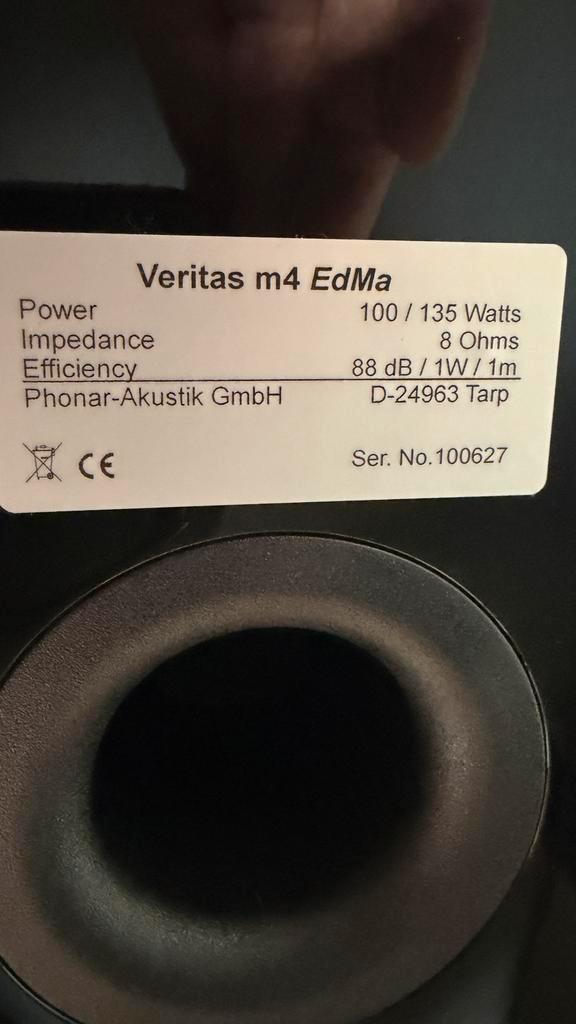 Veritas m4 EdMa
Power 100 / 135 Watts
Impedance 8 Ohms
Efficiency 88 dB / 1W / 1m
Phonar-Akustik GmbH D-24963 Tarp
CE Ser. No.100627